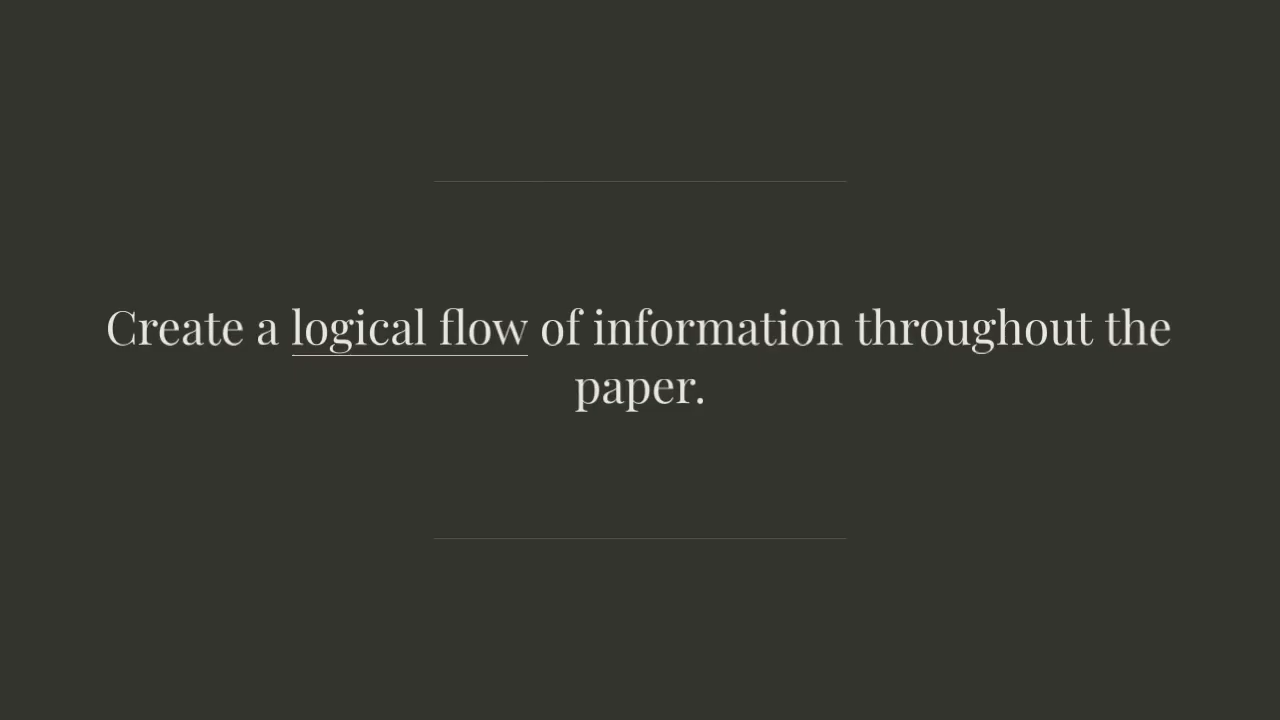 Create a logical flow of information throughout the
paper.